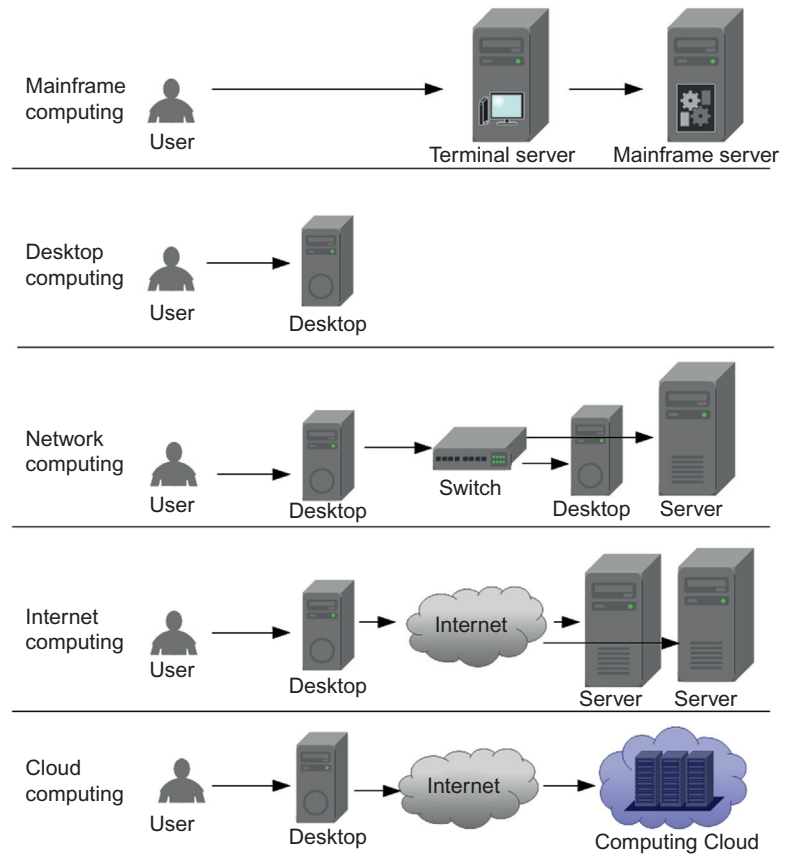 Mainframe
computing
User
Terminal server
Mainframe server
Desktop
computing
User
Desktop
Network
computing
User
Desktop
Switch
Desktop
Server
Internet
computing
User
Desktop
Internet
Server
Server
Cloud
computing
User
Desktop
Internet
Computing Cloud